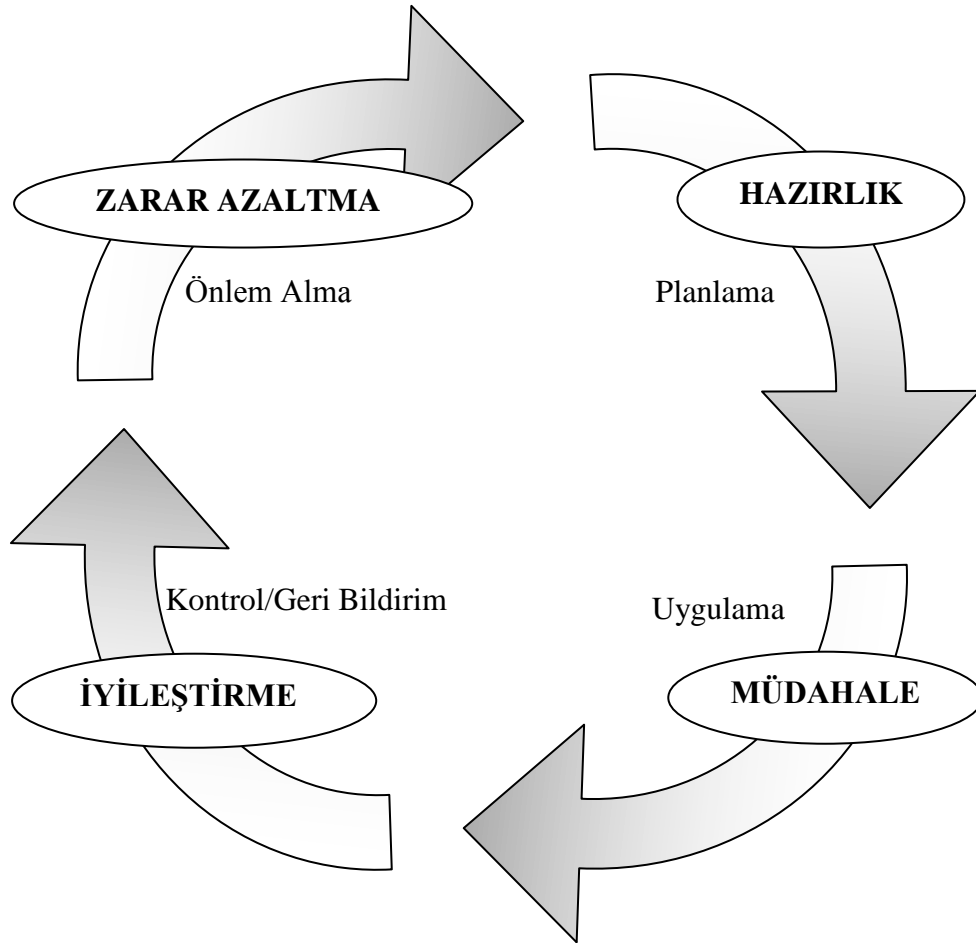 ZARAR AZALTMA
HAZIRLIK
Önlem Alma
Planlama
Kontrol/Geri Bildirim
Uygulama
İYİLEŞTİRME
MÜDAHALE